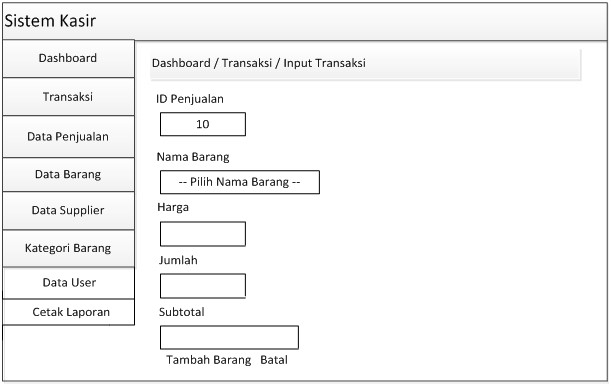 Sistem Kasir
Dashboard
Transaksi
Data Penjualan
Data Barang
Data Supplier
Kategori Barang
Data User
Cetak Laporan
Dashboard / Transaksi / Input Transaksi
ID Penjualan
10
Nama Barang
-- Pilih Nama Barang --
Harga
Jumlah
Subtotal
Tambah Barang Batal